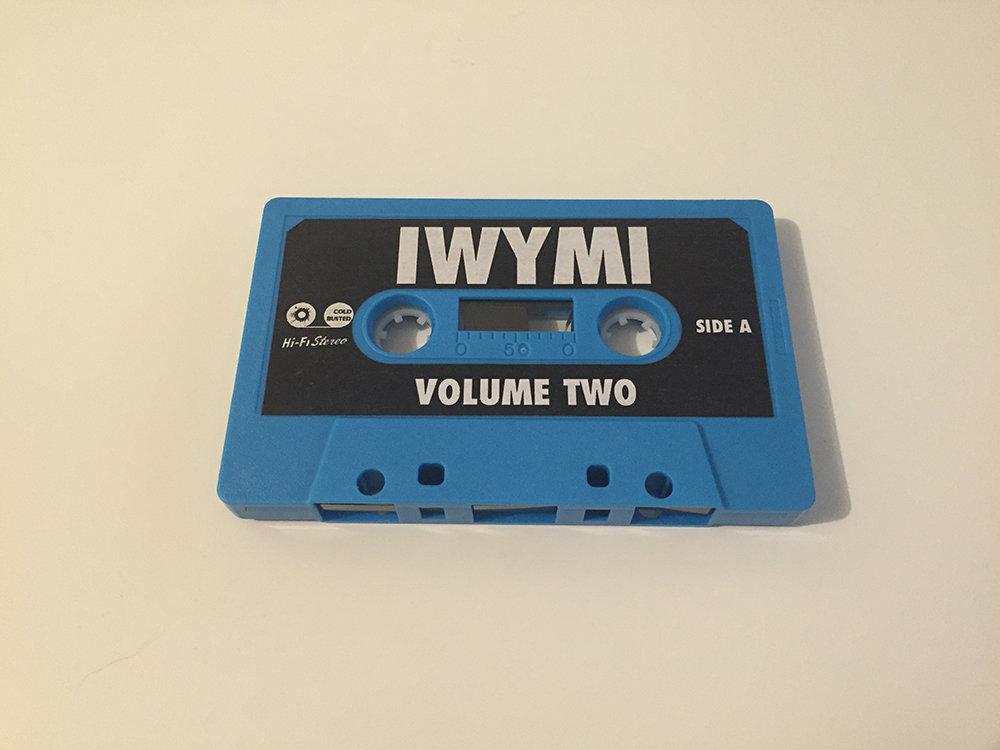 IWYMI
COLD
BUSTED
Hi-Fi Stereo
SIDE A
0 50 0
VOLUME TWO